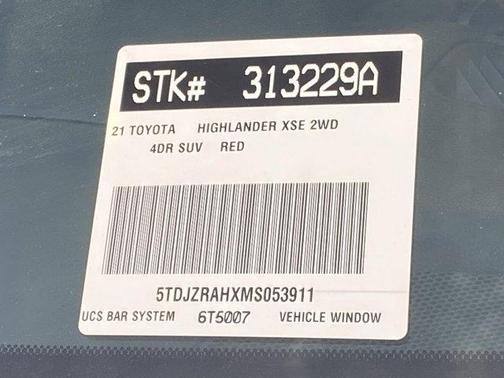 STK# 313229A
21 TOYOTA HIGHLANDER XSE 2WD
4DR SUV RED
5TDJZRAHXMS053911
UCS BAR SYSTEM 6T5007 VEHICLE WINDOW